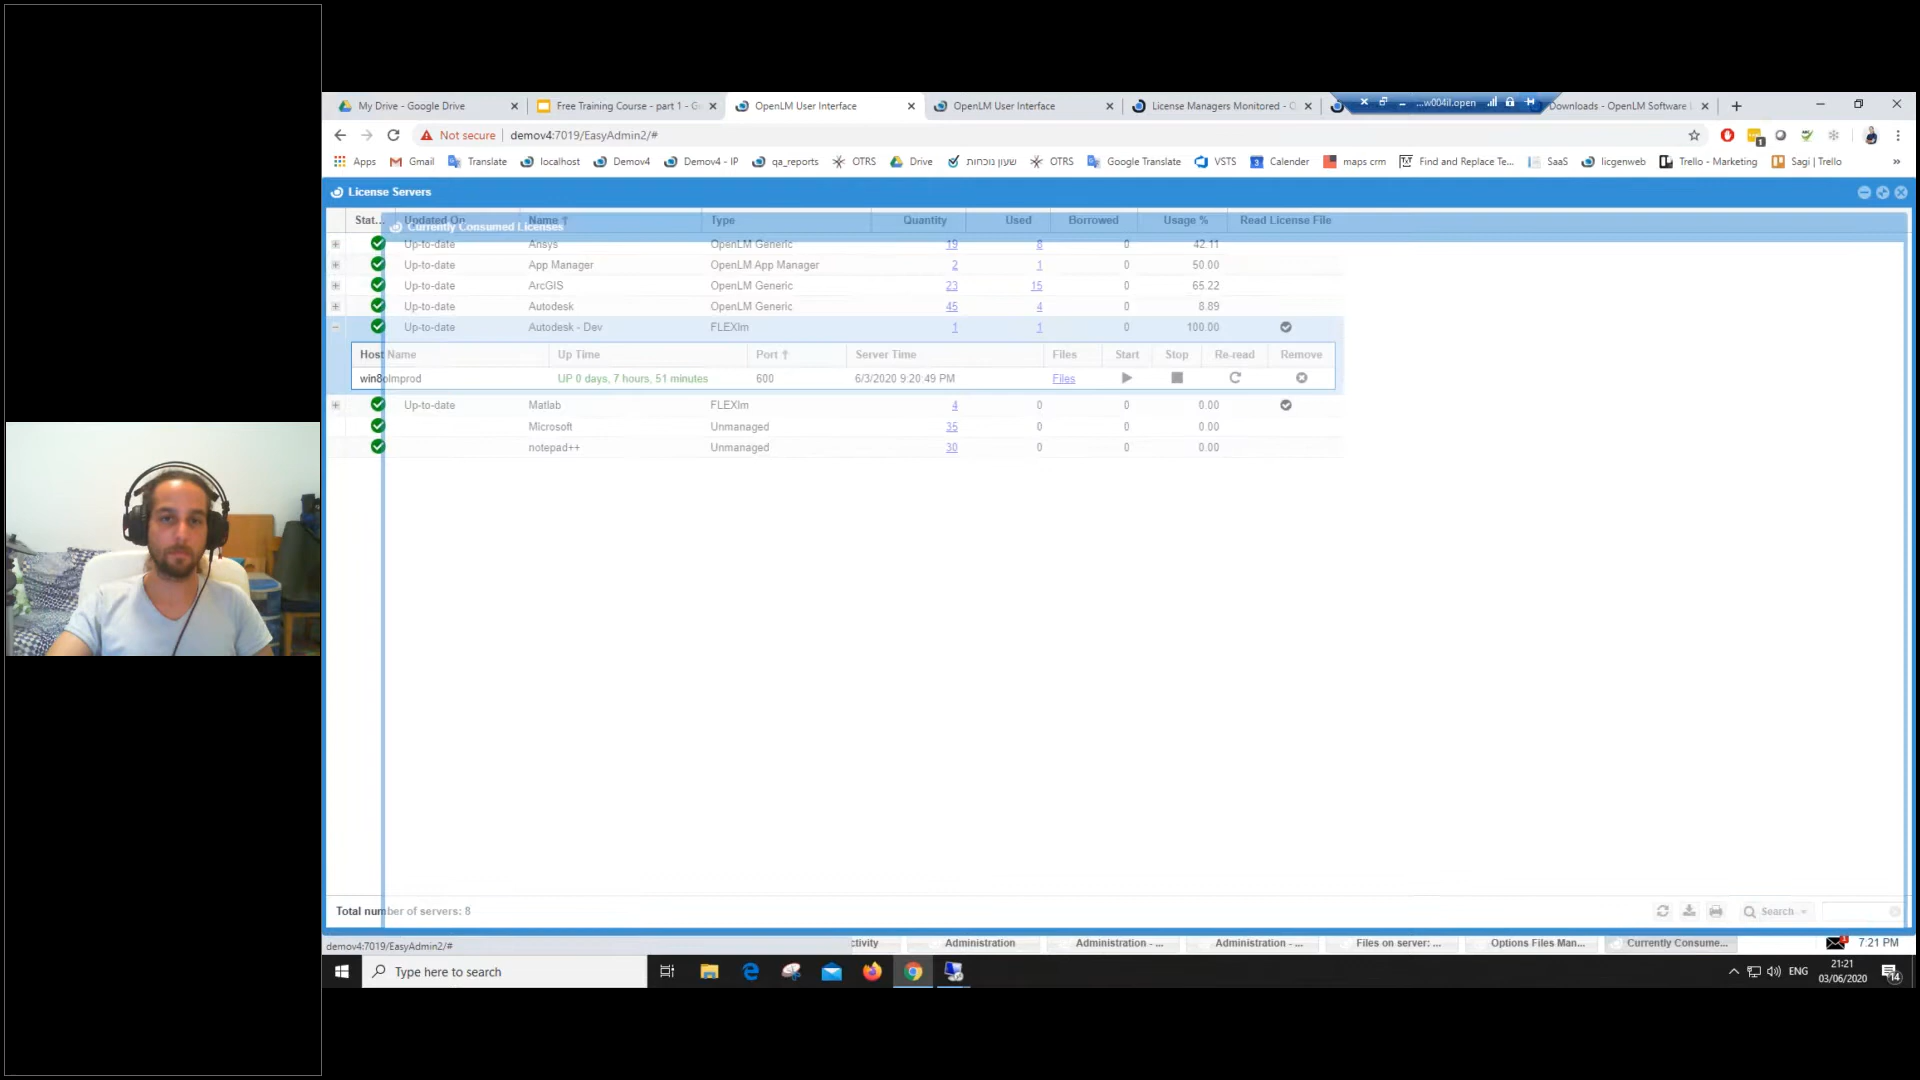 My Drive - Google Drive
Free Training Course - part 1 - G
OpenLM User Interface
OpenLM User Interface
License Managers Monitored - O
...w004il.open
Downloads - OpenLM Software
Not secure demov4:7019/EasyAdmin2/#
Apps Gmail Translate localhost Demov4 Demov4 - IP qa_reports OTRS Drive שעון נוכחות OTRS Google Translate VSTS Calender maps crm Find and Replace Te... SaaS licgenweb Trello - Marketing Sagi | Trello »
License Servers
Stat... Updated On Name Type Quantity Used Borrowed Usage % Read License File
Currently Consumed Licenses
Up-to-date Ansys OpenLM Generic 19 8 0 42.11
Up-to-date App Manager OpenLM App Manager 2 1 0 50.00
Up-to-date ArcGIS OpenLM Generic 23 15 0 65.22
Up-to-date Autodesk OpenLM Generic 45 4 0 8.89
Up-to-date Autodesk - Dev FLEXlm 1 1 0 100.00
Host Name Up Time Port Server Time Files Start Stop Re-read Remove
win8olmprod UP 0 days, 7 hours, 51 minutes 600 6/3/2020 9:20:49 PM Files
Up-to-date Matlab FLEXlm 4 0 0 0.00
Microsoft Unmanaged 35 0 0 0.00
notepad++ Unmanaged 30 0 0 0.00
Total number of servers: 8
Search
demov4:7019/EasyAdmin2/#
ctivity Administration Administration - ... Administration - ... Files on server: ... Options Files Man... Currently Consume... 7:21 PM
Type here to search
ENG
21:21
03/06/2020
14